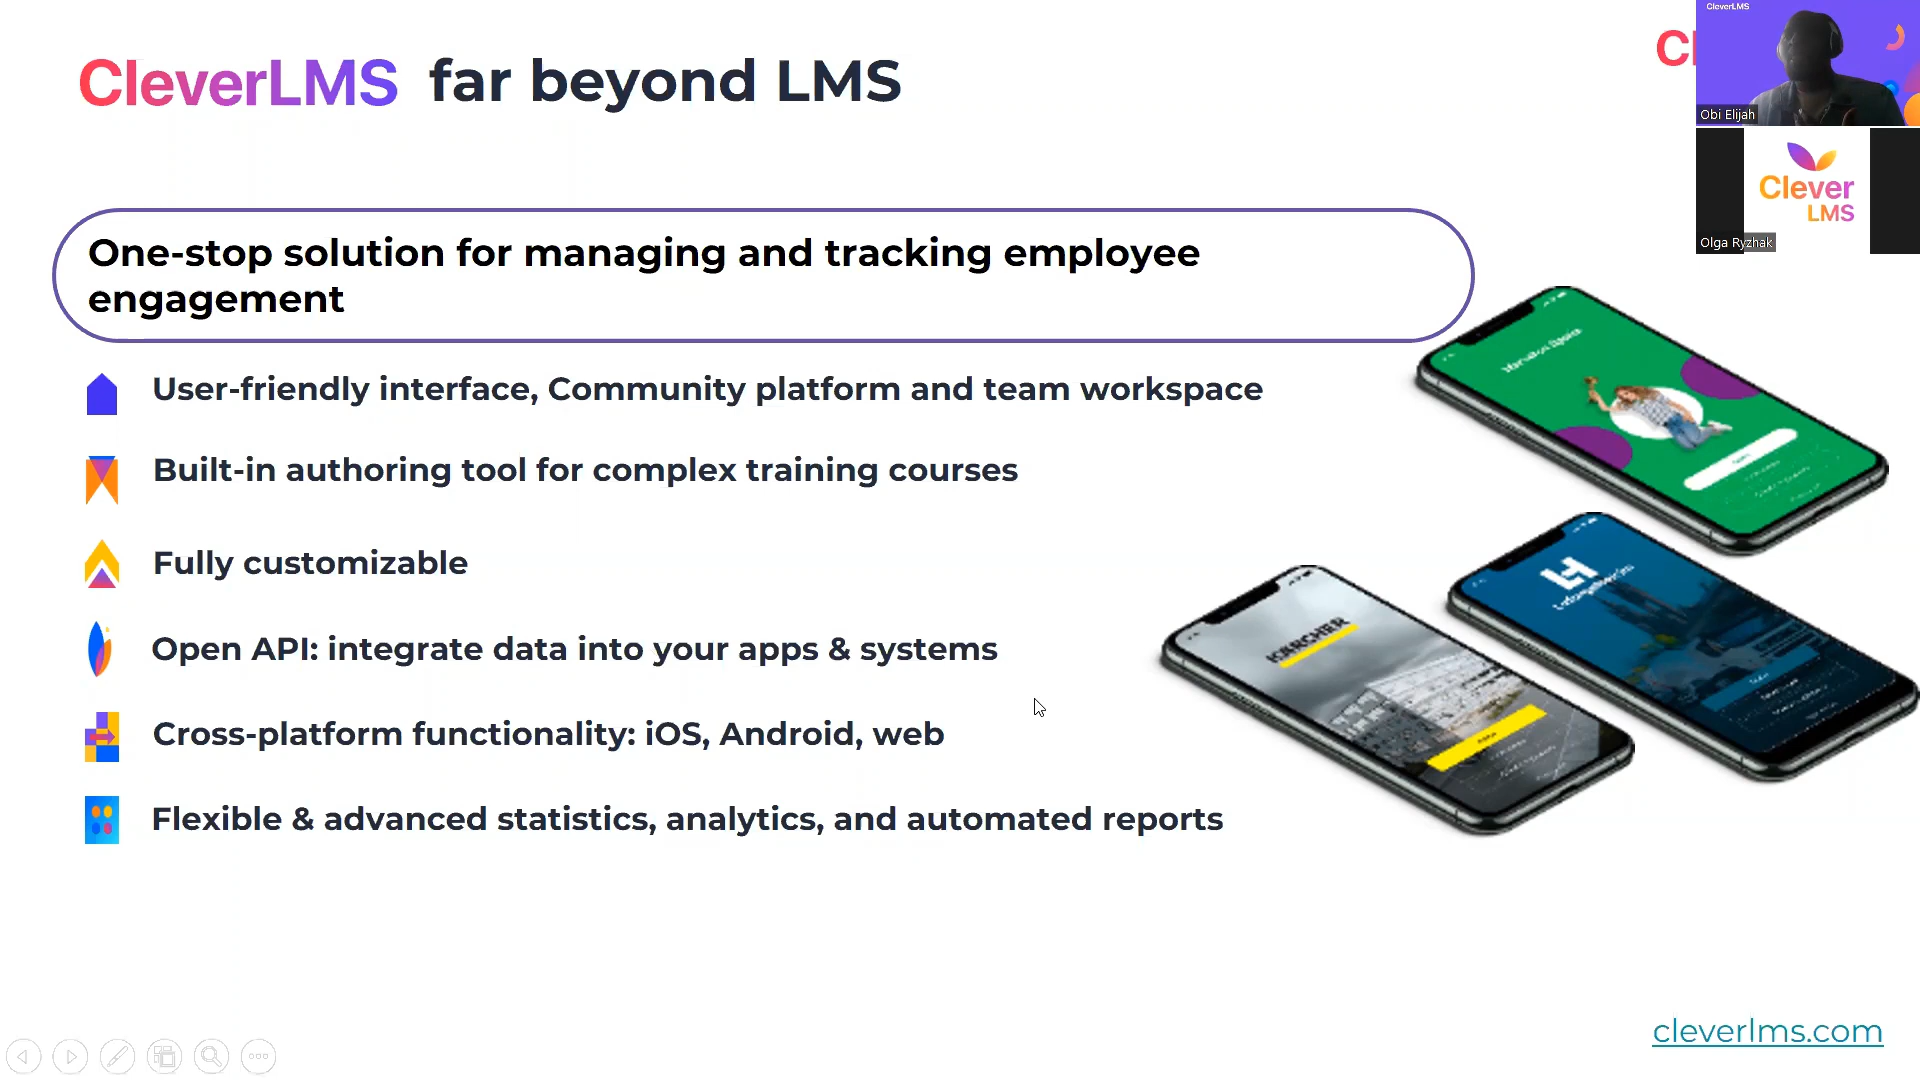 CleverLMS far beyond LMS
Cl
CleverLMS
Obi Elijah
Clever
LMS
Olga Ryzhak
One-stop solution for managing and tracking employee
engagement
User-friendly interface, Community platform and team workspace
Built-in authoring tool for complex training courses
Fully customizable
Open API: integrate data into your apps & systems
Cross-platform functionality: iOS, Android, web
Flexible & advanced statistics, analytics, and automated reports
KARCHER
LH
cleverlms.com